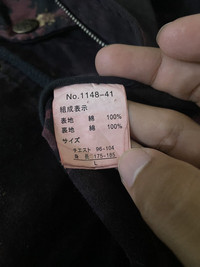 No.1148-41
組成表示
表地 綿 100%
裏地 綿 100%
サイズ
ウエスト 96-104
身長 175-185
L